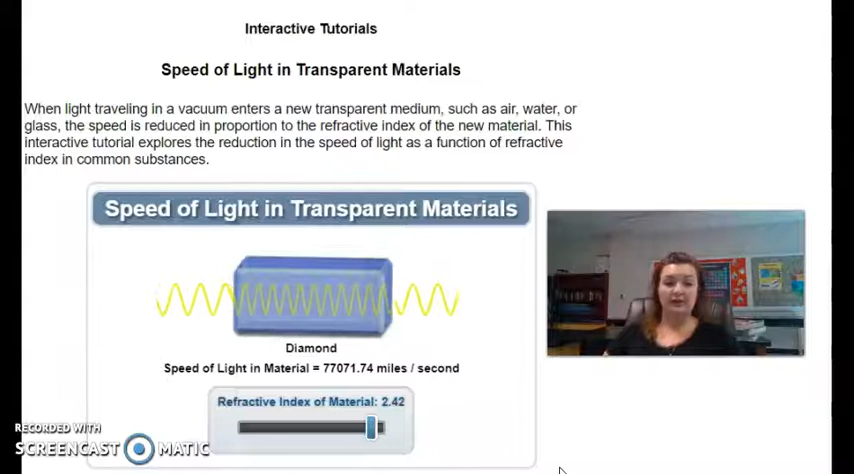 Interactive Tutorials
Speed of Light in Transparent Materials
When light traveling in a vacuum enters a new transparent medium, such as air, water, or
glass, the speed is reduced in proportion to the refractive index of the new material. This
interactive tutorial explores the reduction in the speed of light as a function of refractive
index in common substances.
Speed of Light in Transparent Materials
Diamond
Speed of Light in Material = 77071.74 miles / second
Refractive Index of Material: 2.42
RECORDED WITH
SCREENCAST MATIC